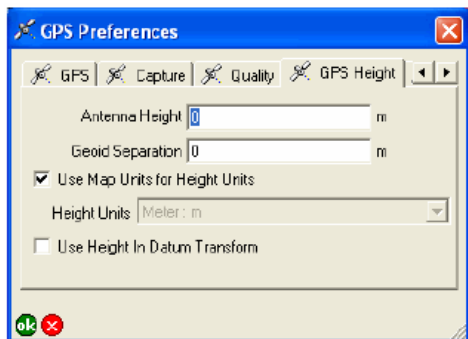 GPS Preferences
GPS Capture Quality GPS Height
Antenna Height 0 m
Geoid Separation 0 m
Use Map Units for Height Units
Height Units Meter : m
Use Height In Datum Transform
ok